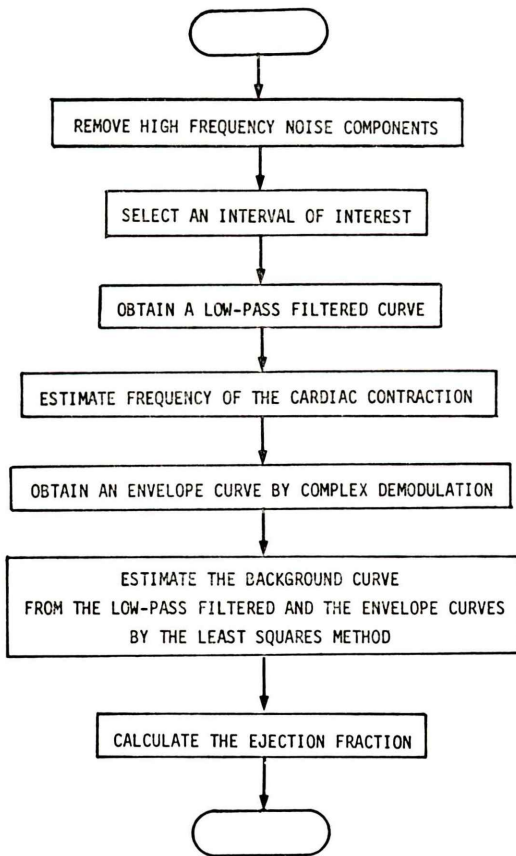 REMOVE HIGH FREQUENCY NOISE COMPONENTS
SELECT AN INTERVAL OF INTEREST
OBTAIN A LOW-PASS FILTERED CURVE
ESTIMATE FREQUENCY OF THE CARDIAC CONTRACTION
OBTAIN AN ENVELOPE CURVE BY COMPLEX DEMODULATION
ESTIMATE THE BACKGROUND CURVE
FROM THE LOW-PASS FILTERED AND THE ENVELOPE CURVES
BY THE LEAST SQUARES METHOD
CALCULATE THE EJECTION FRACTION